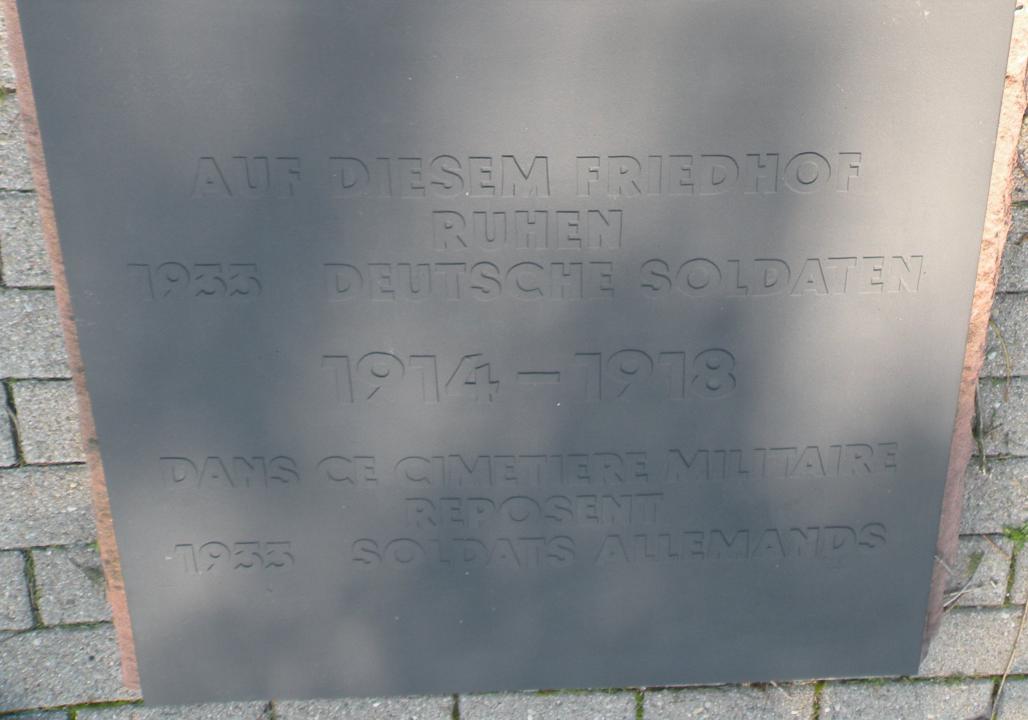 AUF DIESEM FRIEDHOF
RUHEN
1933 DEUTSCHE SOLDATEN
1914 – 1918
DANS CE CIMETIERE MILITAIRE
REPOSENT
1933 SOLDATS ALLEMANDS